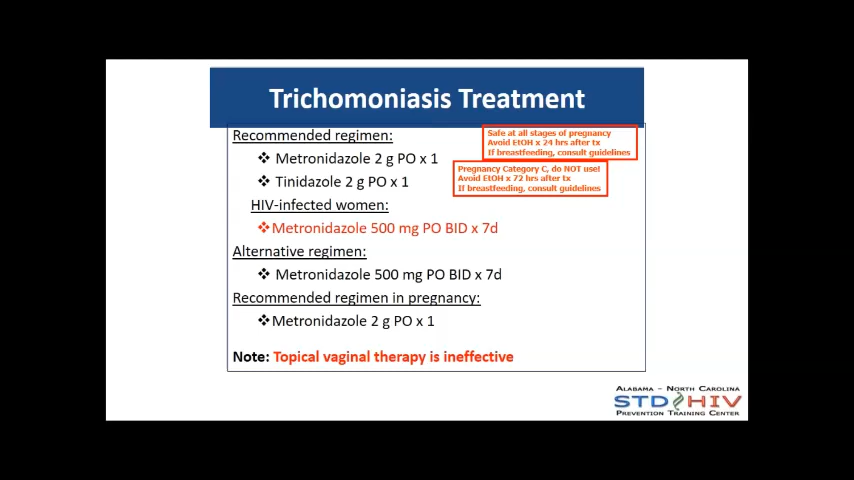 Trichomoniasis Treatment
Recommended regimen:
❖ Metronidazole 2 g PO x 1
Safe at all stages of pregnancy
Avoid EtOH x 24 hrs after tx
If breastfeeding, consult guidelines
❖ Tinidazole 2 g PO x 1
Pregnancy Category C, do NOT use!
Avoid EtOH x 72 hrs after tx
If breastfeeding, consult guidelines
HIV-infected women:
❖Metronidazole 500 mg PO BID x 7d
Alternative regimen:
❖ Metronidazole 500 mg PO BID x 7d
Recommended regimen in pregnancy:
❖Metronidazole 2 g PO x 1
Note: Topical vaginal therapy is ineffective
Alabama – North Carolina
STD HIV
Prevention Training Center